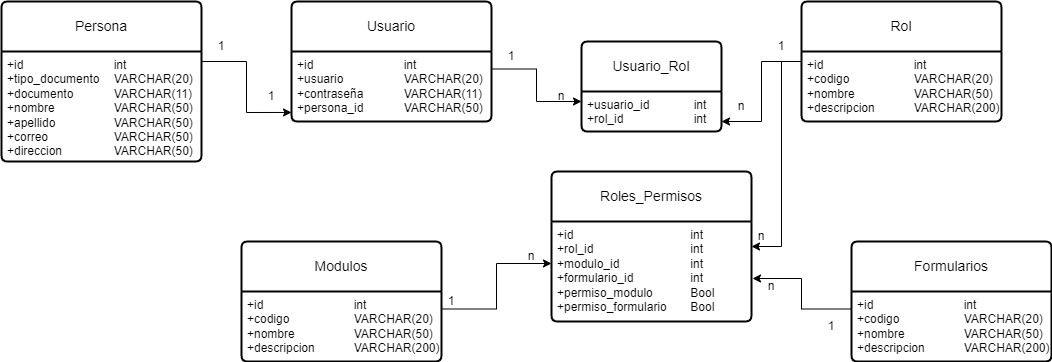 Persona
+id int
+tipo_documento VARCHAR(20)
+documento VARCHAR(11)
+nombre VARCHAR(50)
+apellido VARCHAR(50)
+correo VARCHAR(50)
+direccion VARCHAR(50)
1
1
Usuario
+id int
+usuario VARCHAR(20)
+contraseña VARCHAR(11)
+persona_id VARCHAR(50)
1
n
Usuario_Rol
+usuario_id int
+rol_id int
n
1
Rol
+id int
+codigo VARCHAR(20)
+nombre VARCHAR(50)
+descripcion VARCHAR(200)
Modulos
+id int
+codigo VARCHAR(20)
+nombre VARCHAR(50)
+descripcion VARCHAR(200)
1
n
Roles_Permisos
+id int
+rol_id int
+modulo_id int
+formulario_id int
+permiso_modulo Bool
+permiso_formulario Bool
n
n
1
Formularios
+id int
+codigo VARCHAR(20)
+nombre VARCHAR(50)
+descripcion VARCHAR(200)